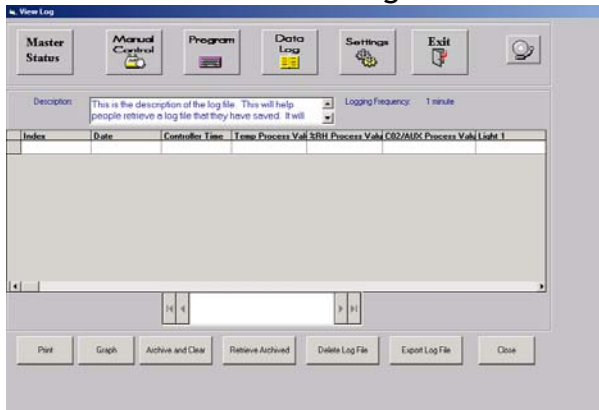 View Log
Master Status
Manual Control
Program
Data Log
Settings
Exit
Description:
This is the description of the log file. This will help
people retrieve a log file that they have saved. It will
Logging Frequency: 1 minute
Index Date Controller Time Temp Process Val %RH Process Valu C02/AUX Process Valu Light 1
Print Graph Archive and Clear Retrieve Archived Delete Log File Export Log File Close